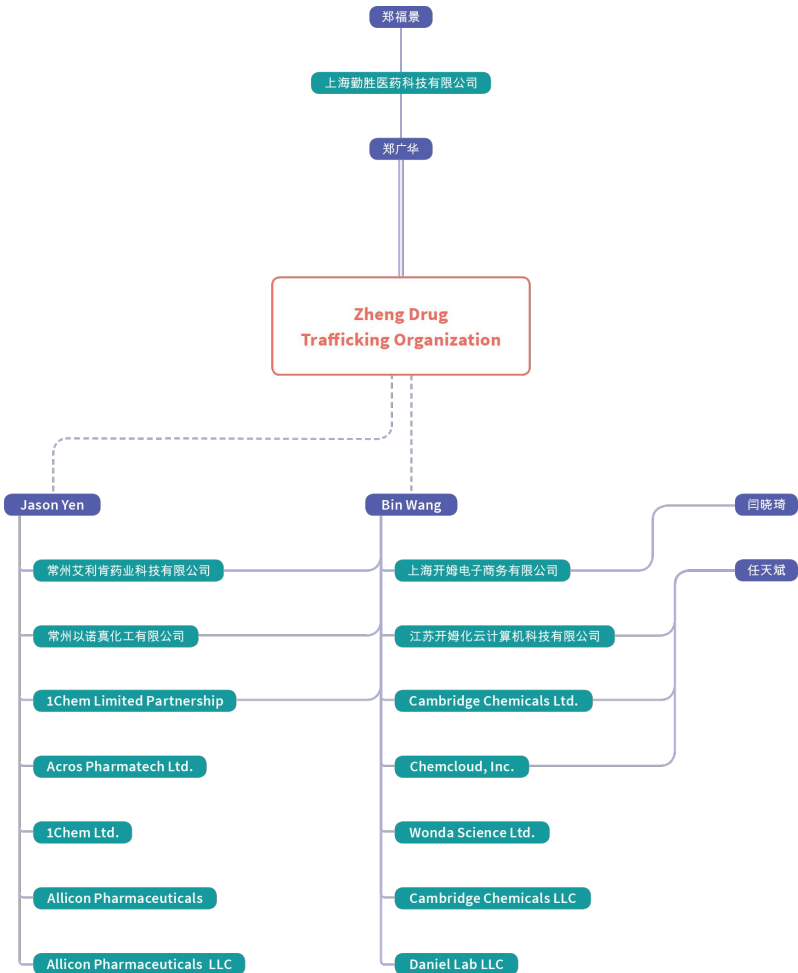 郑福景
上海勤胜医药科技有限公司
郑广华
Zheng Drug
Trafficking Organization
Jason Yen
Bin Wang
闫晓琦
常州艾利肯药业科技有限公司
上海开姆电子商务有限公司
任天斌
常州以诺真化工有限公司
江苏开姆化云计算机科技有限公司
1Chem Limited Partnership
Cambridge Chemicals Ltd.
Acros Pharmatech Ltd.
Chemcloud, Inc.
1Chem Ltd.
Wonda Science Ltd.
Allicon Pharmaceuticals
Cambridge Chemicals LLC
Allicon Pharmaceuticals LLC
Daniel Lab LLC